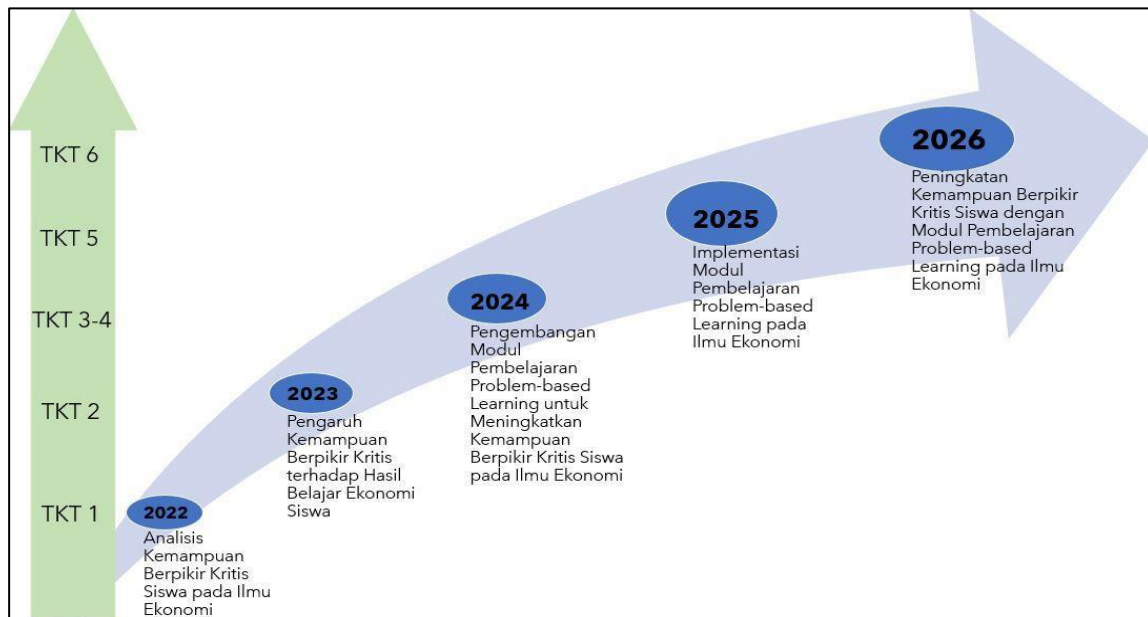 TKT 6
TKT 5
TKT 3-4
TKT 2
TKT 1
2022
Analisis
Kemampuan
Berpikir Kritis
Siswa pada Ilmu
Ekonomi
2023
Pengaruh
Kemampuan
Berpikir Kritis
terhadap Hasil
Belajar Ekonomi
Siswa
2024
Pengembangan
Modul
Pembelajaran
Problem-based
Learning untuk
Meningkatkan
Kemampuan
Berpikir Kritis Siswa
pada Ilmu Ekonomi
2025
Implementasi
Modul
Pembelajaran
Problem-based
Learning pada
Ilmu Ekonomi
2026
Peningkatan
Kemampuan Berpikir
Kritis Siswa dengan
Modul Pembelajaran
Problem-based
Learning pada Ilmu
Ekonomi